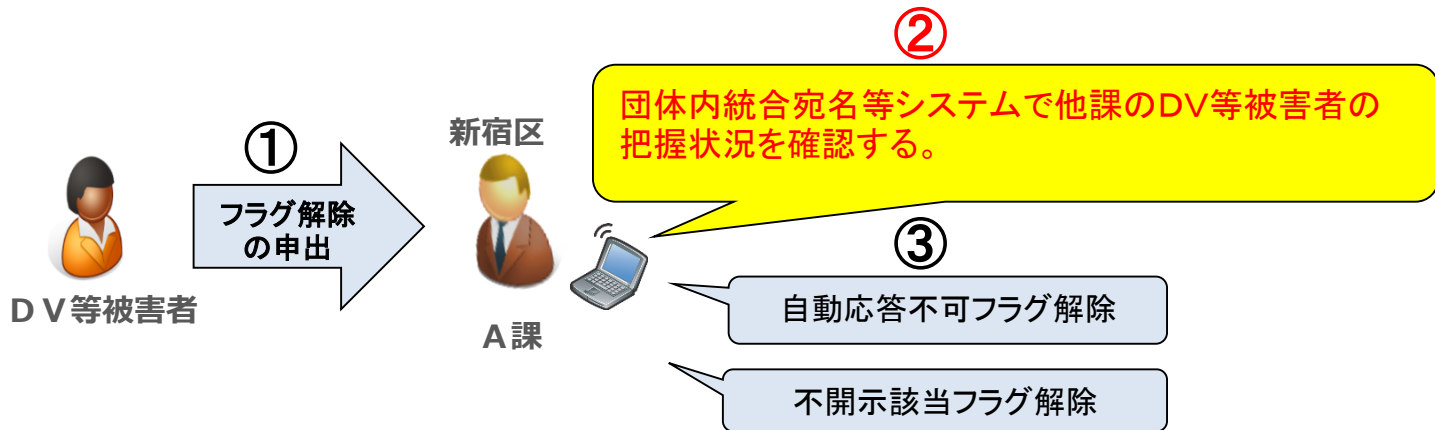 ②
団体内統合宛名等システムで他課のDV等被害者の
把握状況を確認する。
新宿区
①
フラグ解除
の申出
DV等被害者
A課
③
自動応答不可フラグ解除
不開示該当フラグ解除